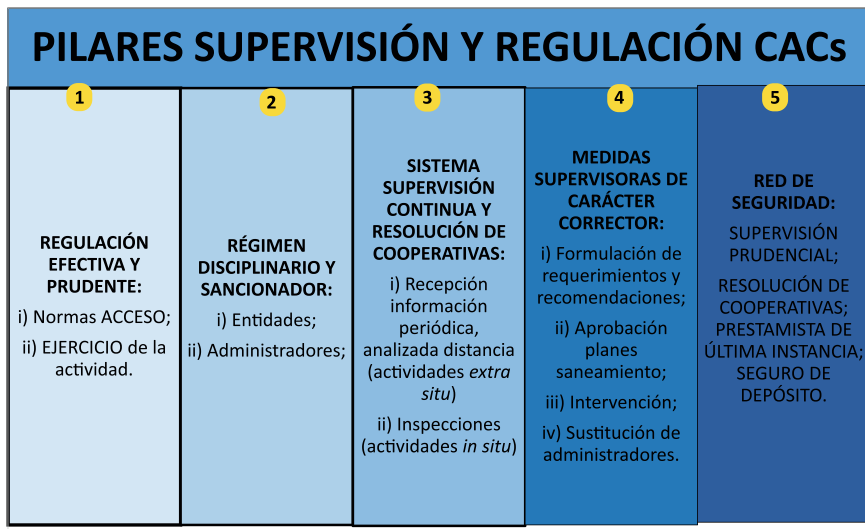 PILARES SUPERVISIÓN Y REGULACIÓN CACs
1
REGULACIÓN
EFECTIVA Y
PRUDENTE:
i) Normas ACCESO;
ii) EJERCICIO de la
actividad.
2
RÉGIMEN
DISCIPLINARIO Y
SANCIONADOR:
i) Entidades;
ii) Administradores;
3
SISTEMA
SUPERVISIÓN
CONTINUA Y
RESOLUCIÓN DE
COOPERATIVAS:
i) Recepción
información
periódica,
analizada distancia
(actividades extra
situ)
ii) Inspecciones
(actividades in situ)
4
MEDIDAS
SUPERVISORAS DE
CARÁCTER
CORRECTOR:
i) Formulación de
requerimientos y
recomendaciones;
ii) Aprobación
planes
saneamiento;
iii) Intervención;
iv) Sustitución de
administradores.
5
RED DE
SEGURIDAD:
SUPERVISIÓN
PRUDENCIAL;
RESOLUCIÓN DE
COOPERATIVAS;
PRESTAMISTA DE
ÚLTIMA INSTANCIA;
SEGURO DE
DEPÓSITO.